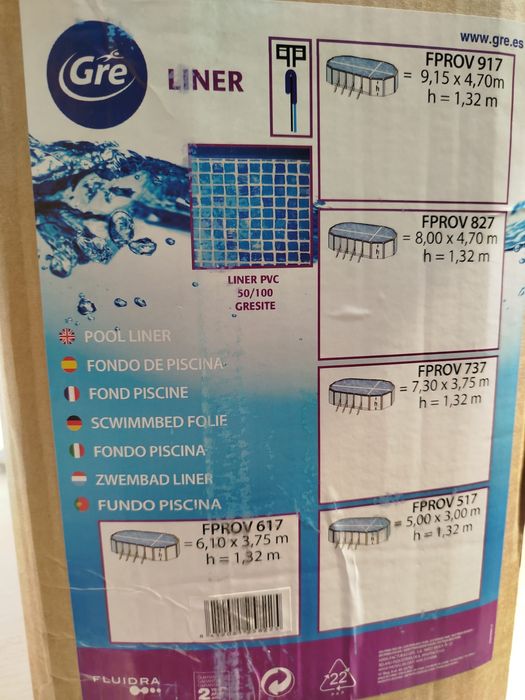 www.gre.es
Gre
LINER
FPROV 917
= 9,15 x 4,70m
h = 1,32 m
FPROV 827
= 8,00 x 4,70 m
h = 1,32 m
LINER PVC
50/100
GRESITE
POOL LINER
FONDO DE PISCINA
FOND PISCINE
SCWIMMBED FOLIE
FONDO PISCINA
ZWEMBAD LINER
FUNDO PISCINA
FPROV 737
= 7,30 x 3,75 m
h = 1,32 m
FPROV 517
= 5,00 x 3,00 m
h = 1,32 m
FPROV 617
= 6,10 x 3,75 m
h = 1,32 m
FLUIDRA
2
22